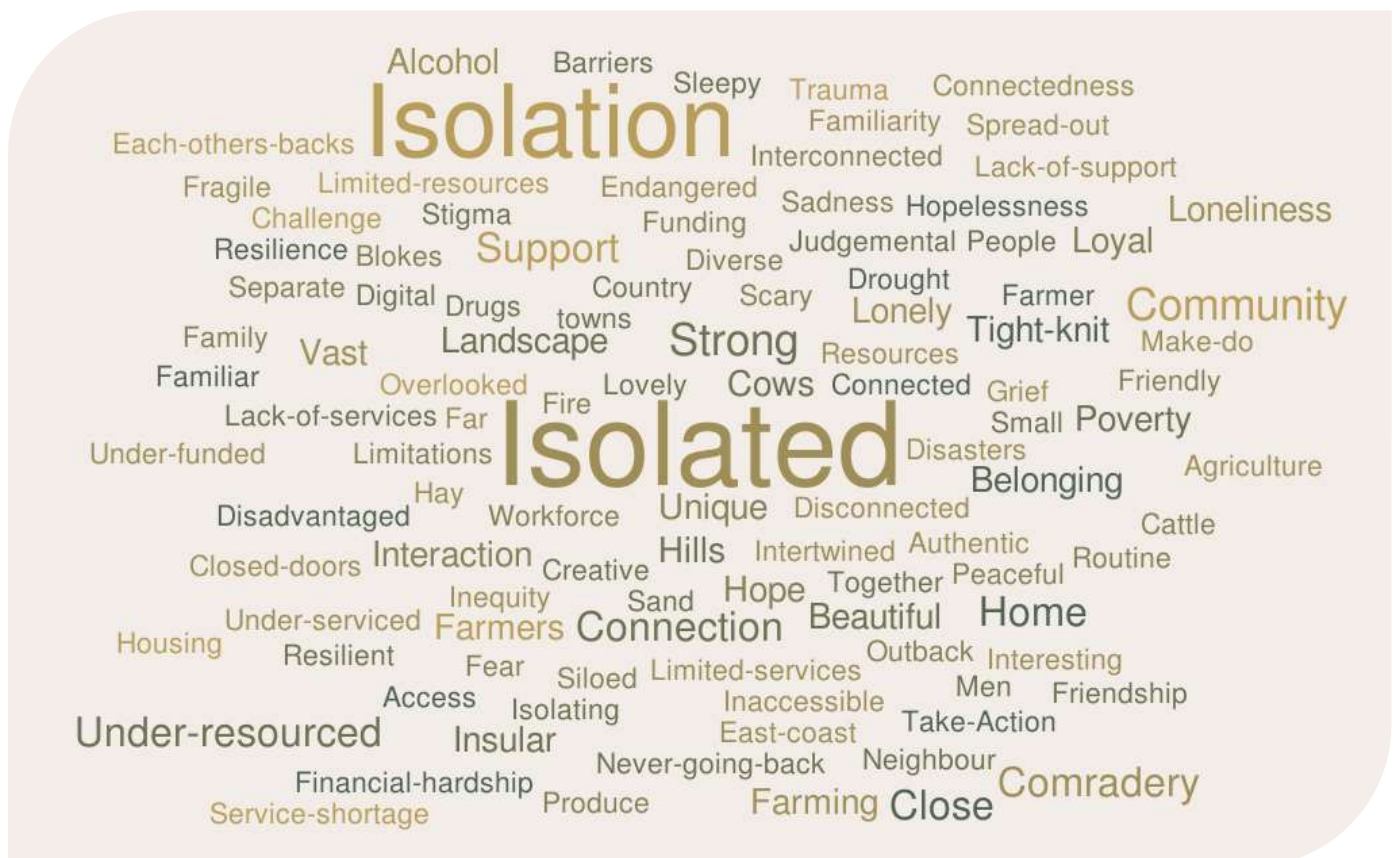 Alcohol Barriers
Sleepy Trauma Connectedness
Isolation Familiarity Spread-out
Each-others-backs Interconnected Lack-of-support
Fragile Limited-resources Endangered Sadness Hopelessness Loneliness
Challenge Stigma Funding
Resilience Blokes Support Diverse Judgemental People Loyal
Separate Digital Drugs Country Scary Drought Farmer Community
towns Lonely
Family Vast Landscape Strong Resources Tight-knit Make-do
Familiar Overlooked Lovely Cows Connected Grief Friendly
Lack-of-services Far Fire Small Poverty
Under-funded Limitations Isolated Disasters Agriculture
Hay Belonging
Disadvantaged Workforce Unique Disconnected Cattle
Closed-doors Interaction Creative Hills Intertwined Authentic Routine
Inequity Sand Hope Together Peaceful
Under-serviced Farmers Connection Beautiful Home
Housing Resilient Fear Siloed Limited-services Outback Interesting
Access Isolating Inaccessible Men Friendship
Under-resourced Insular East-coast Take-Action
Financial-hardship Never-going-back Neighbour Comradery
Service-shortage Produce Farming Close